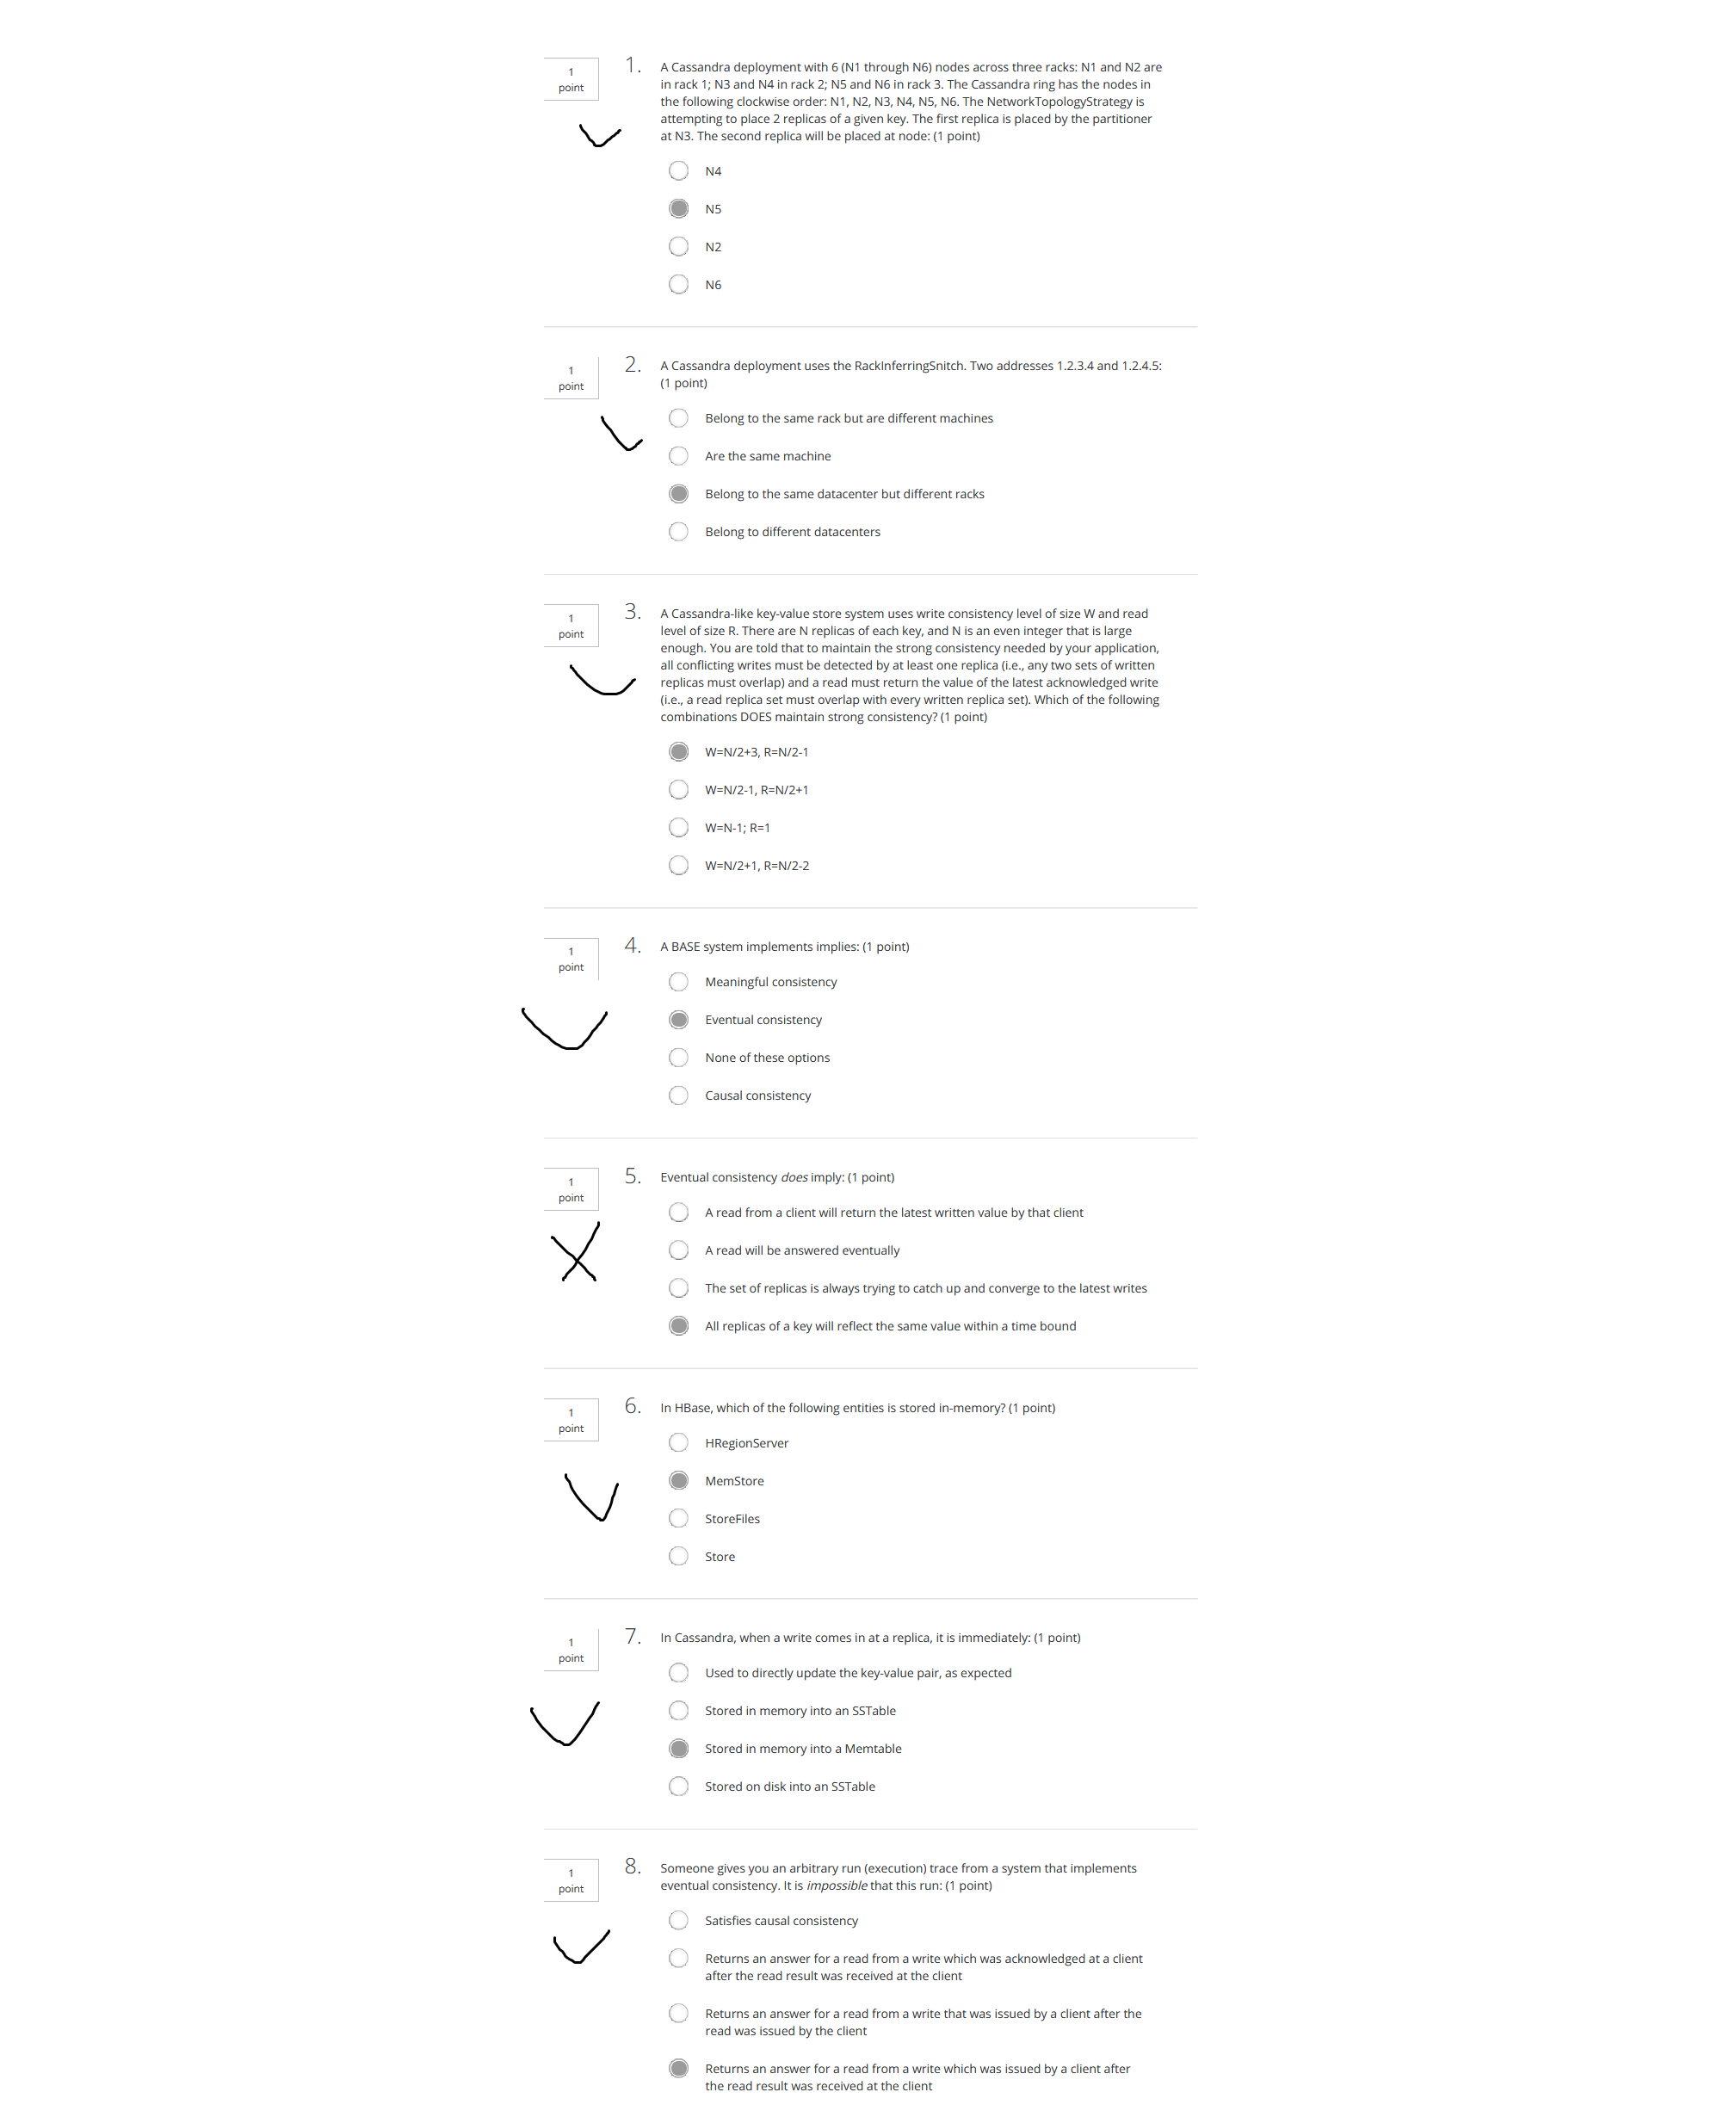 1
point
1.
A Cassandra deployment with 6 (N1 through N6) nodes across three racks: N1 and N2 are
in rack 1; N3 and N4 in rack 2; N5 and N6 in rack 3. The Cassandra ring has the nodes in
the following clockwise order: N1, N2, N3, N4, N5, N6. The NetworkTopologyStrategy is
attempting to place 2 replicas of a given key. The first replica is placed by the partitioner
at N3. The second replica will be placed at node: (1 point)
N4
N5
N2
N6
1
point
2.
A Cassandra deployment uses the RackInferringSnitch. Two addresses 1.2.3.4 and 1.2.4.5:
(1 point)
Belong to the same rack but are different machines
Are the same machine
Belong to the same datacenter but different racks
Belong to different datacenters
1
point
3.
A Cassandra-like key-value store system uses write consistency level of size W and read
level of size R. There are N replicas of each key, and N is an even integer that is large
enough. You are told that to maintain the strong consistency needed by your application,
all conflicting writes must be detected by at least one replica (i.e., any two sets of written
replicas must overlap) and a read must return the value of the latest acknowledged write
(i.e., a read replica set must overlap with every written replica set). Which of the following
combinations DOES maintain strong consistency? (1 point)
W=N/2+3, R=N/2-1
W=N/2-1, R=N/2+1
W=N-1; R=1
W=N/2+1, R=N/2-2
1
point
4.
A BASE system implements implies: (1 point)
Meaningful consistency
Eventual consistency
None of these options
Causal consistency
1
point
5.
Eventual consistency does imply: (1 point)
A read from a client will return the latest written value by that client
A read will be answered eventually
The set of replicas is always trying to catch up and converge to the latest writes
All replicas of a key will reflect the same value within a time bound
1
point
6.
In HBase, which of the following entities is stored in-memory? (1 point)
HRegionServer
MemStore
StoreFiles
Store
1
point
7.
In Cassandra, when a write comes in at a replica, it is immediately: (1 point)
Used to directly update the key-value pair, as expected
Stored in memory into an SSTable
Stored in memory into a Memtable
Stored on disk into an SSTable
1
point
8.
Someone gives you an arbitrary run (execution) trace from a system that implements
eventual consistency. It is impossible that this run: (1 point)
Satisfies causal consistency
Returns an answer for a read from a write which was acknowledged at a client
after the read result was received at the client
Returns an answer for a read from a write that was issued by a client after the
read was issued by the client
Returns an answer for a read from a write which was issued by a client after
the read result was received at the client